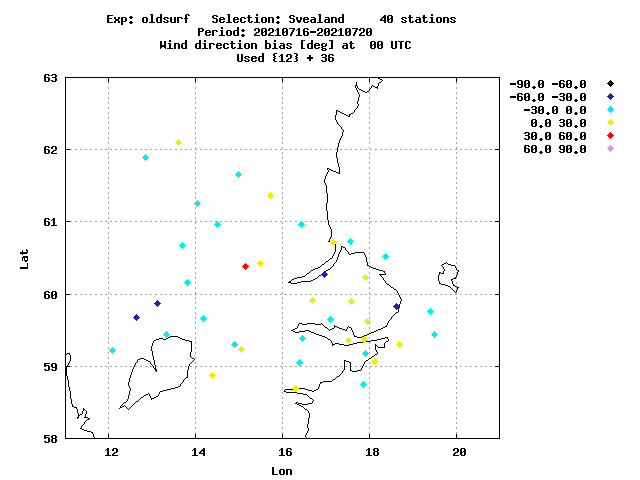 Exp: oldsurf   Selection: Svealand     40 stations
Period: 20210716-20210720
Wind direction bias [deg] at  00 UTC
Used {12} + 36
63
62
61
60
59
58
Lat
12 14 16 18 20
Lon
-90.0 -60.0
-60.0 -30.0
-30.0 0.0
0.0 30.0
30.0 60.0
60.0 90.0